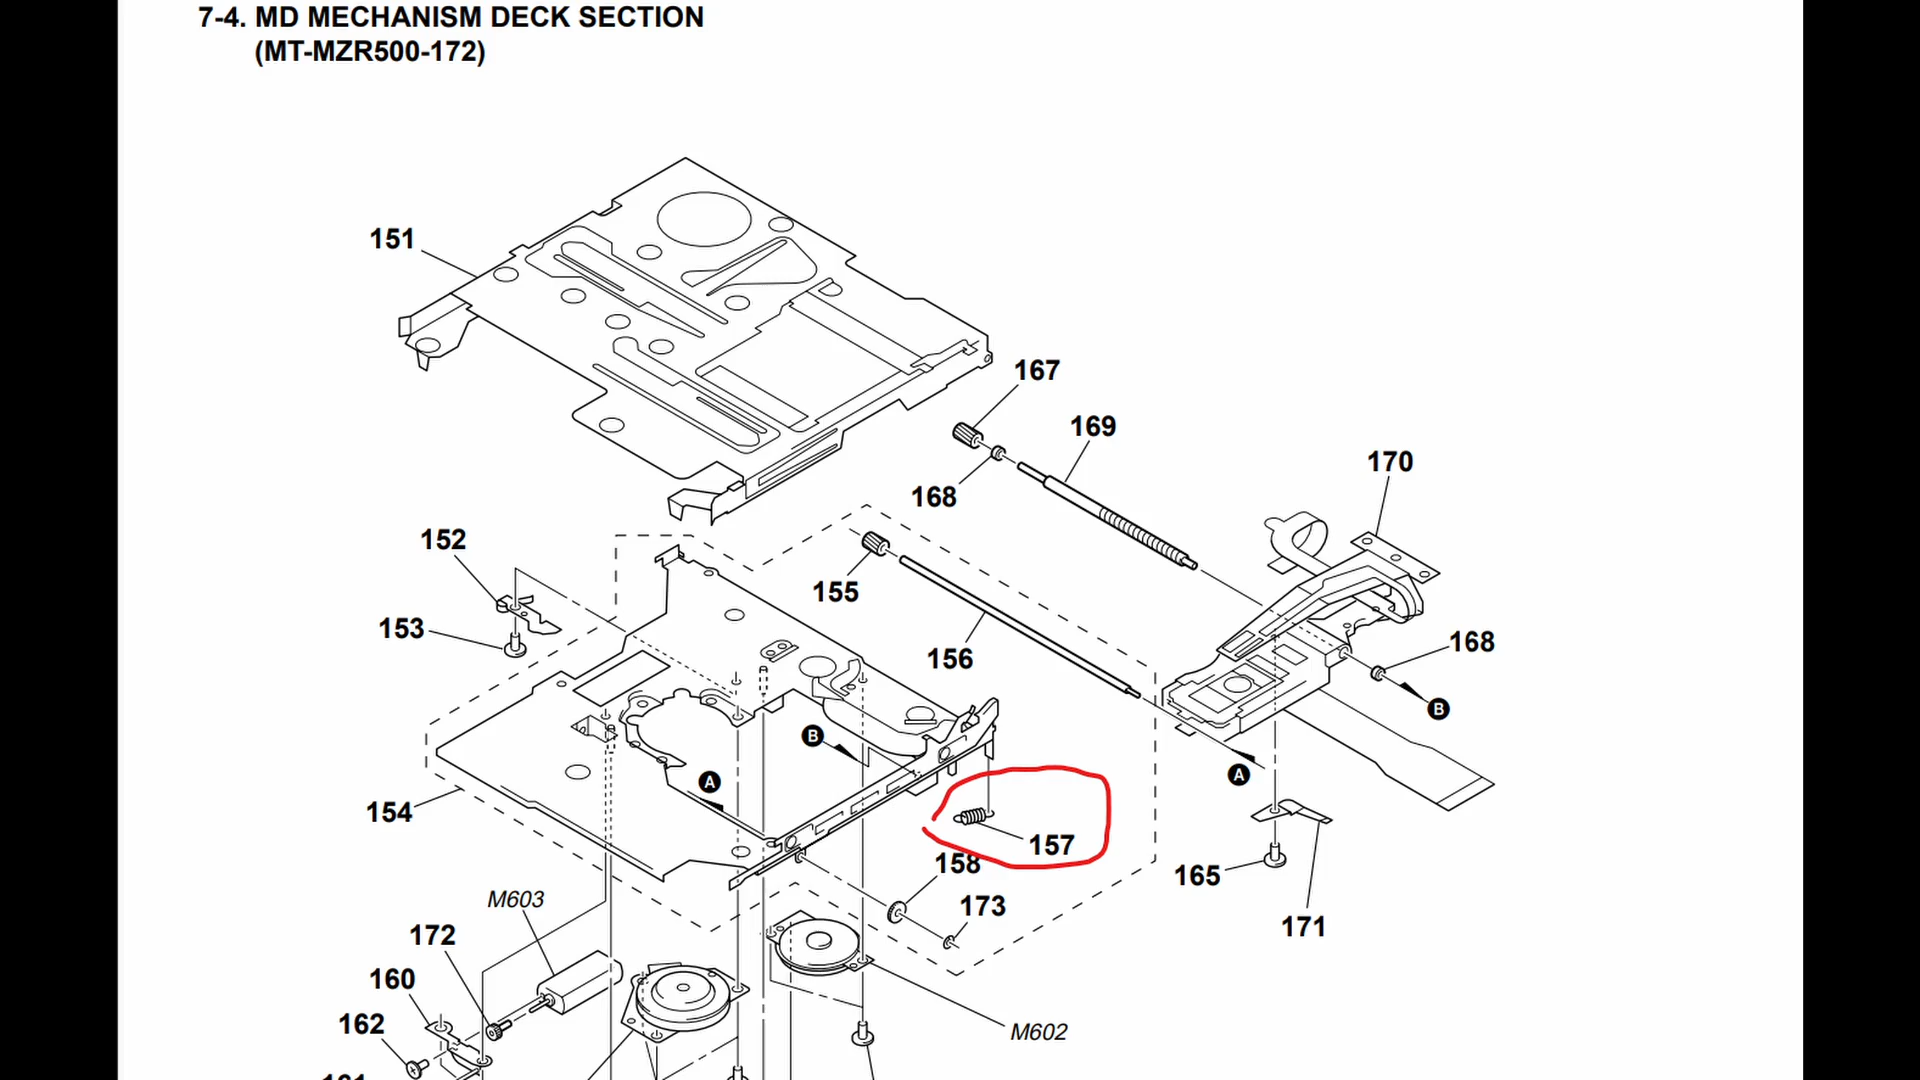 7-4. MD MECHANISM DECK SECTION
(MT-MZR500-172)
151
167
169
170
168
152
155
153
156
168
B
B
A
A
154
157
158
165
173
171
M603
172
160
162
M602